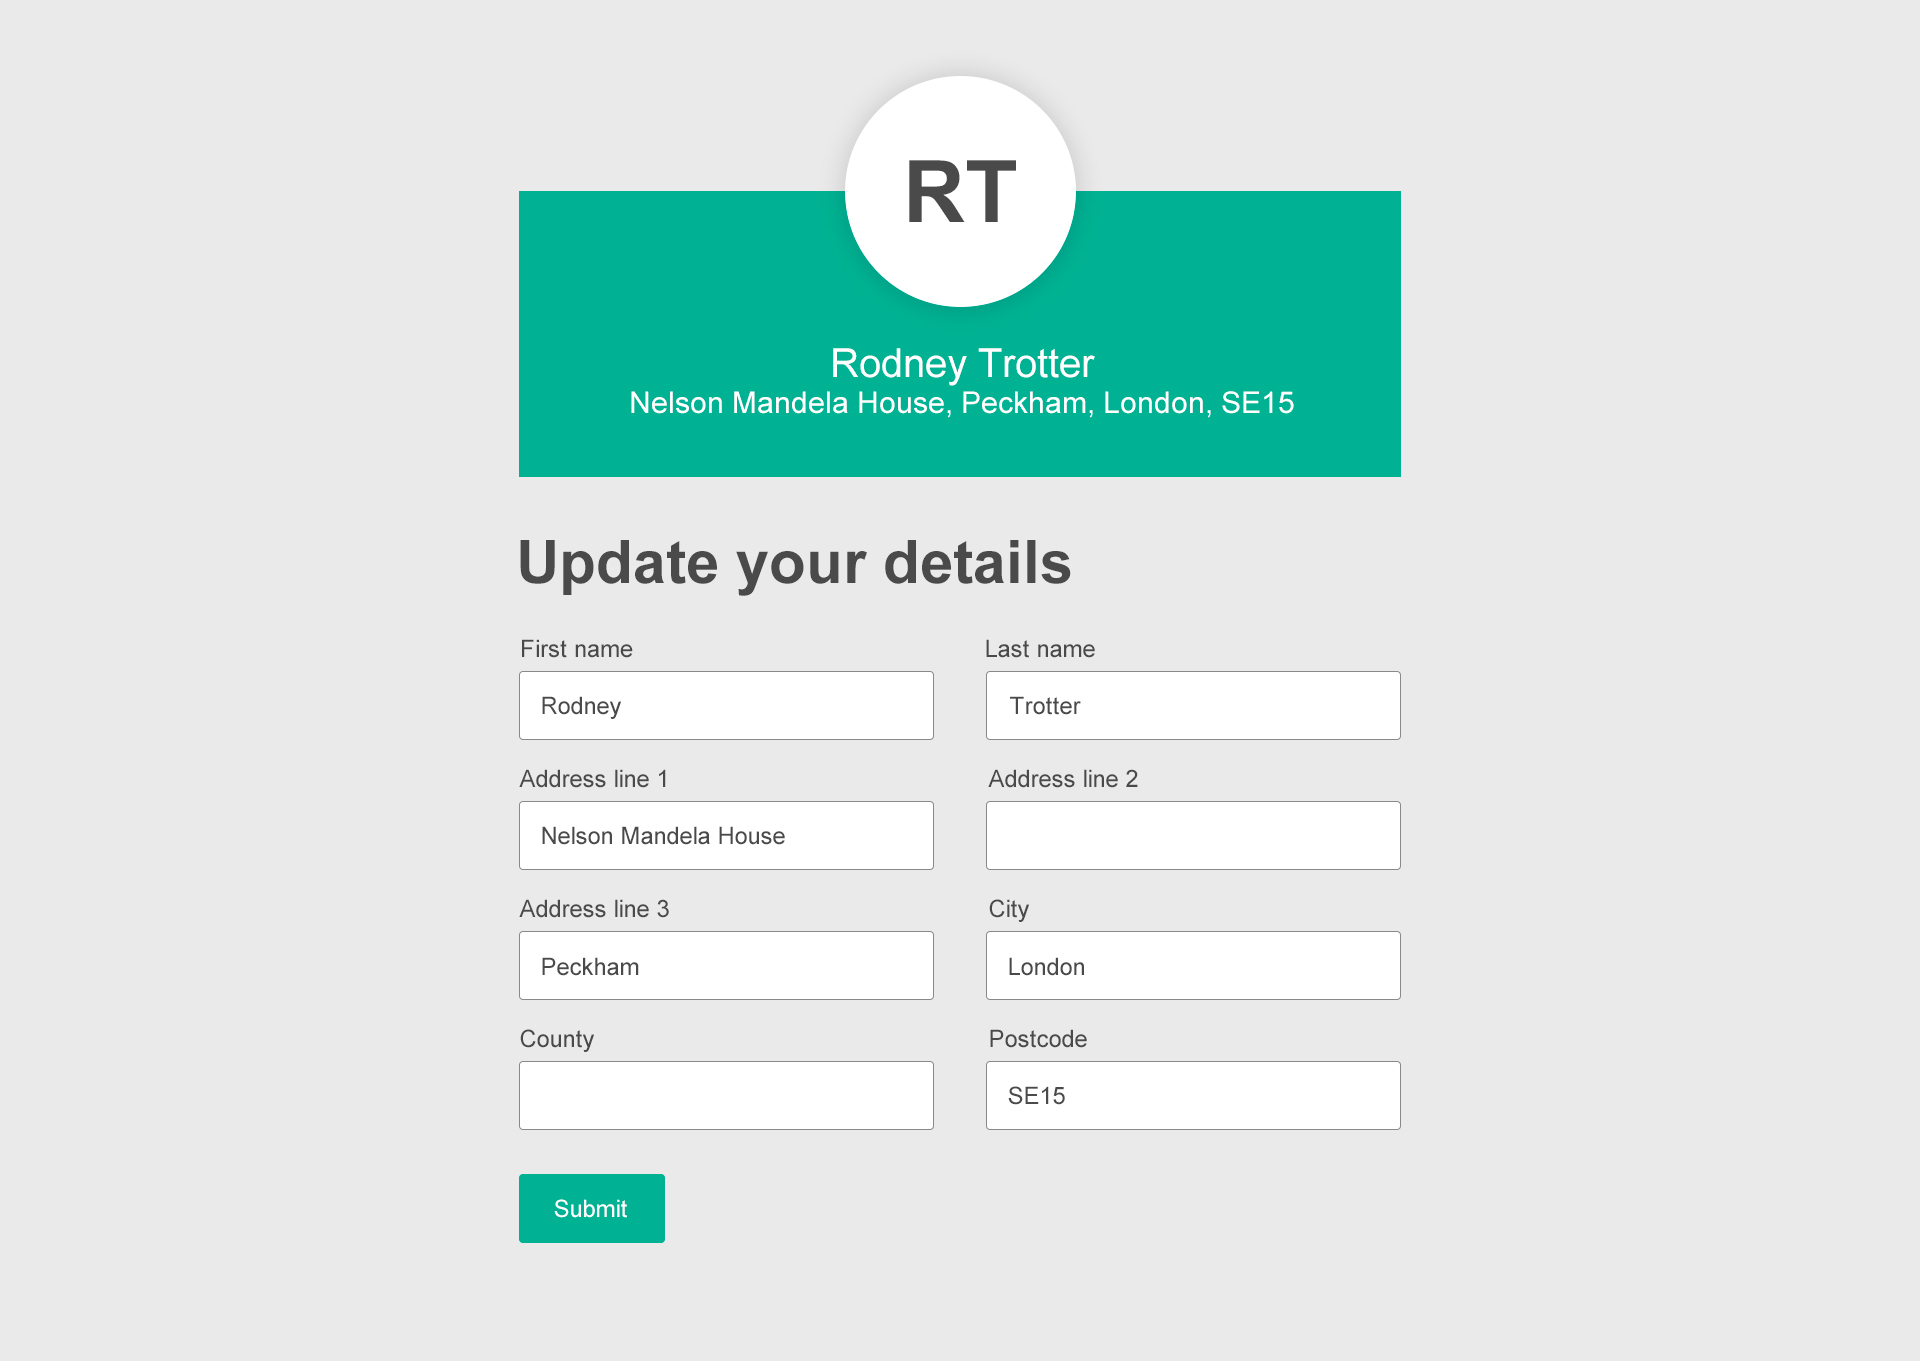 RT
Rodney Trotter
Nelson Mandela House, Peckham, London, SE15
Update your details
First name
Last name
Rodney
Trotter
Address line 1
Address line 2
Nelson Mandela House
Address line 3
City
Peckham
London
County
Postcode
SE15
Submit